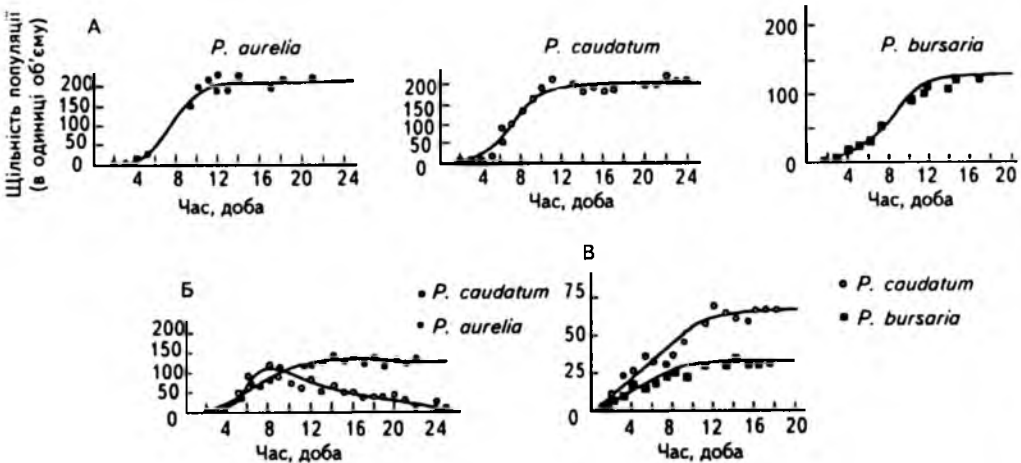 Щільність популяції
(в одиниці об'єму)
А
P. aurelia
200
150
100
50
0
4 8 12 16 20 24
Час, доба
P. caudatum
200
150
100
50
0
4 8 12 16 20 24
Час, доба
P. bursaria
200
100
0
4 8 12 16 20
Час, доба
Б
• P. caudatum
• P. aurelia
200
150
100
50
0
4 8 12 16 20 24
Час, доба
В
○ P. caudatum
■ P. bursaria
75
50
25
0
4 8 12 16 20
Час, доба